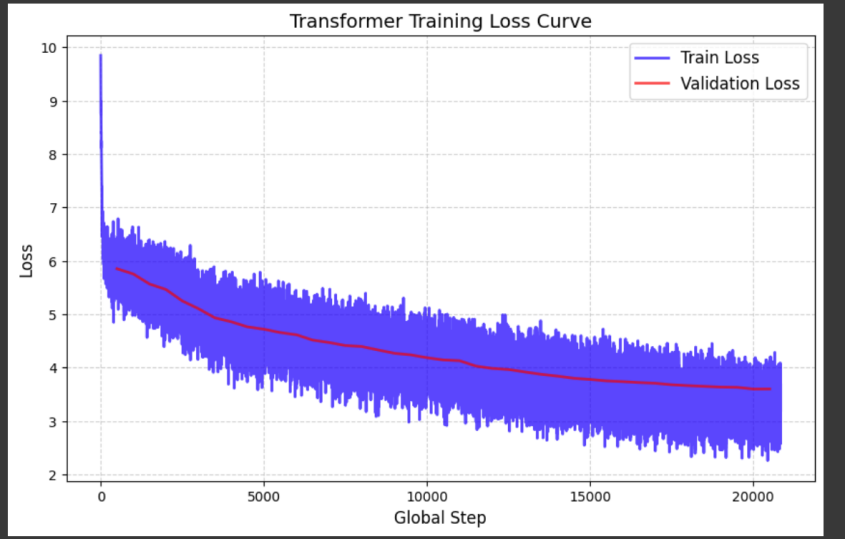 Transformer Training Loss Curve
Train Loss
Validation Loss
10
9
8
7
6
5
4
3
2
Loss
0
5000
10000
15000
20000
Global Step